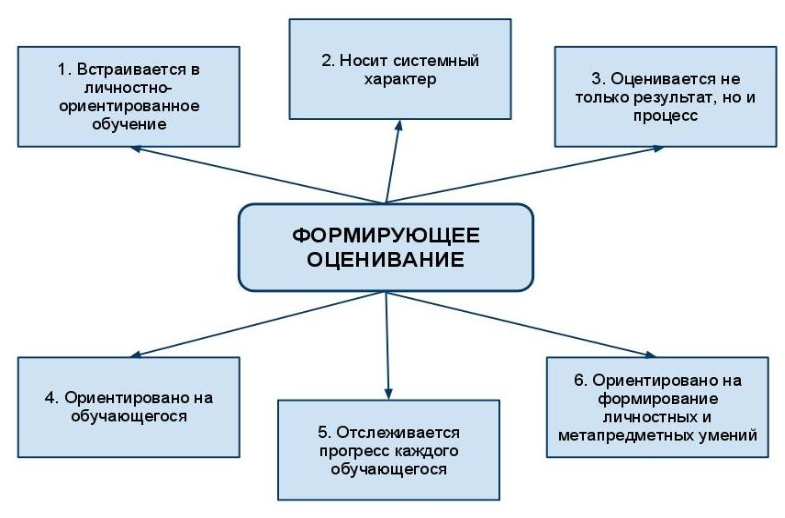 1. Встраивается в
личностно-
ориентированное
обучение
2. Носит системный
характер
3. Оценивается не
только результат, но и
процесс
ФОРМИРУЮЩЕЕ
ОЦЕНИВАНИЕ
4. Ориентировано на
обучающегося
5. Отслеживается
прогресс каждого
обучающегося
6. Ориентировано на
формирование
личностных и
метапредметных умений